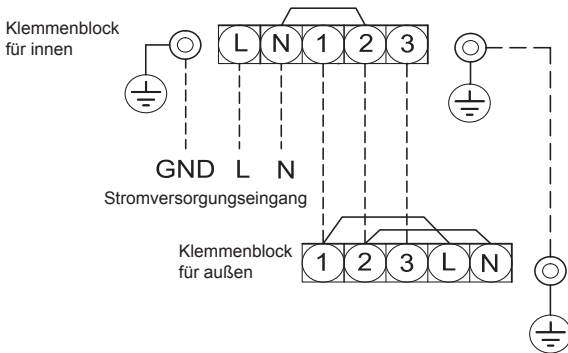 Klemmenblock
für innen
L N 1 2 3
GND L N
Stromversorgungseingang
Klemmenblock
für außen
1 2 3 L N